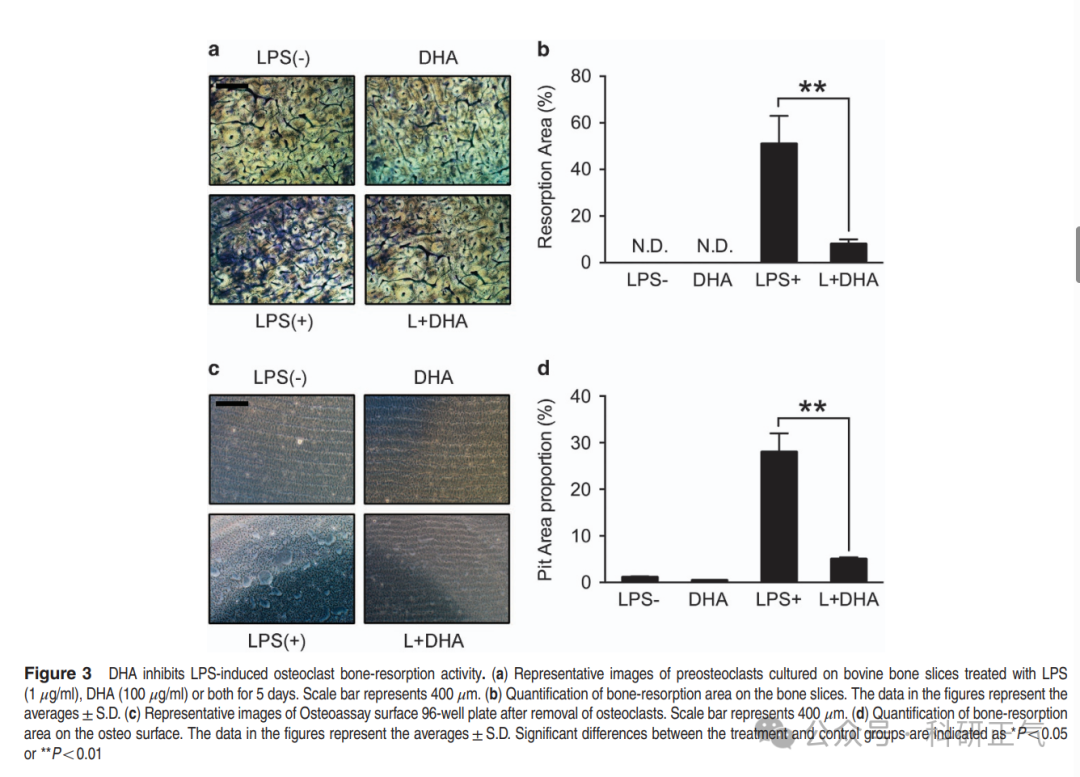 a
LPS(-)
DHA
LPS(+)
L+DHA
b
Resorption Area (%)
80
60
40
20
0
**
N.D.
N.D.
LPS-
DHA
LPS+
L+DHA
c
LPS(-)
DHA
LPS(+)
L+DHA
d
Pit Area proportion (%)
40
30
20
10
0
**
LPS-
DHA
LPS+
L+DHA
Figure 3 DHA inhibits LPS-induced osteoclast bone-resorption activity. (a) Representative images of preosteoclasts cultured on bovine bone slices treated with LPS
(1 μg/ml), DHA (100 μg/ml) or both for 5 days. Scale bar represents 400 μm. (b) Quantification of bone-resorption area on the bone slices. The data in the figures represent the
averages ± S.D. (c) Representative images of Osteoassay surface 96-well plate after removal of osteoclasts. Scale bar represents 400 μm. (d) Quantification of bone-resorption
area on the osteo surface. The data in the figures represent the averages ± S.D. Significant differences between the treatment and control groups are indicated as *P<0.05
or **P<0.01
公众号 · 科研正气